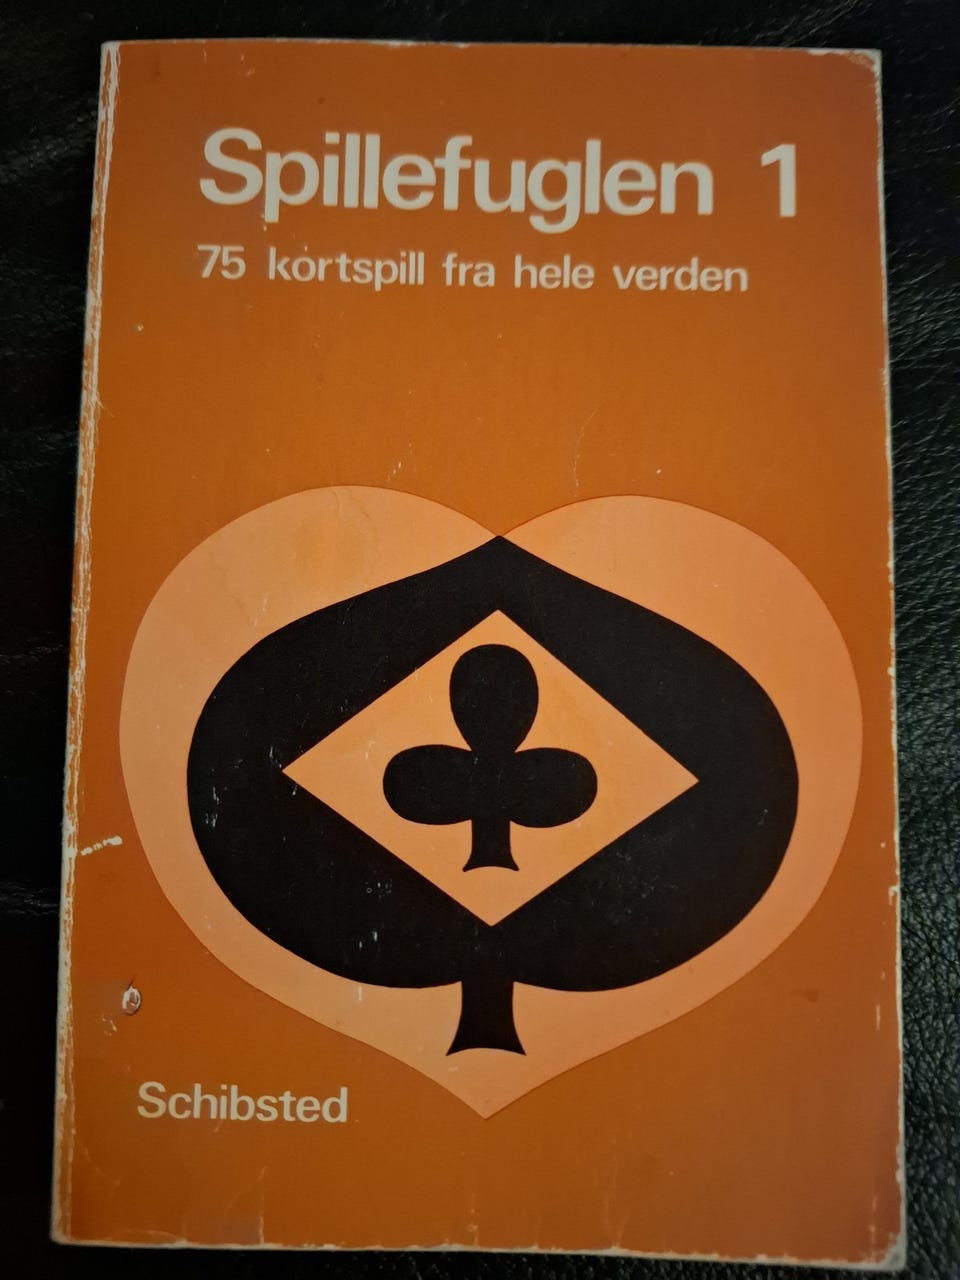 Spillefuglen 1
75 kortspill fra hele verden
Schibsted